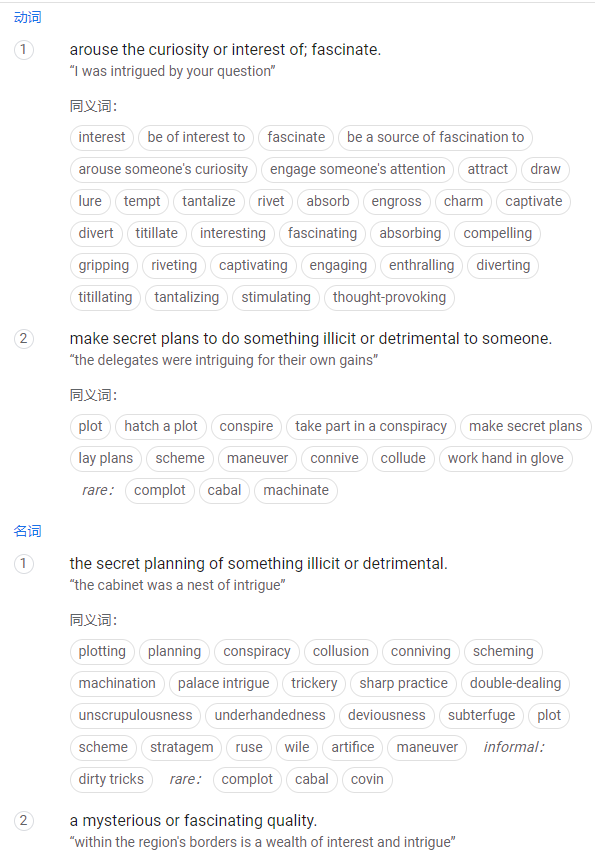 动词
1 arouse the curiosity or interest of; fascinate.
“I was intrigued by your question”
同义词：
interest be of interest to fascinate be a source of fascination to
arouse someone's curiosity engage someone's attention attract draw
lure tempt tantalize rivet absorb engross charm captivate
divert titillate interesting fascinating absorbing compelling
gripping riveting captivating engaging enthralling diverting
titillating tantalizing stimulating thought-provoking
2 make secret plans to do something illicit or detrimental to someone.
“the delegates were intriguing for their own gains”
同义词：
plot hatch a plot conspire take part in a conspiracy make secret plans
lay plans scheme maneuver connive collude work hand in glove
rare： complot cabal machinate
名词
1 the secret planning of something illicit or detrimental.
“the cabinet was a nest of intrigue”
同义词：
plotting planning conspiracy collusion conniving scheming
machination palace intrigue trickery sharp practice double-dealing
unscrupulousness underhandedness deviousness subterfuge plot
scheme stratagem ruse wile artifice maneuver informal：
dirty tricks rare： complot cabal covin
2 a mysterious or fascinating quality.
“within the region's borders is a wealth of interest and intrigue”